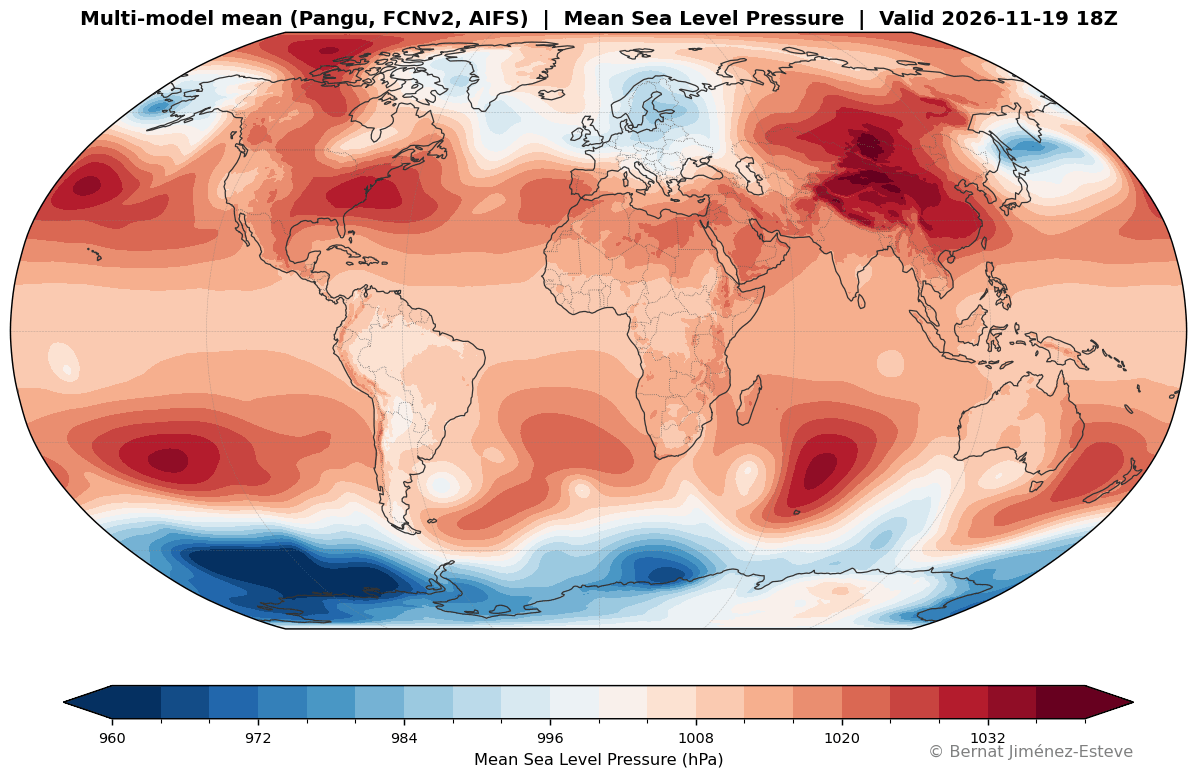 Multi-model mean (Pangu, FCNv2, AIFS) | Mean Sea Level Pressure | Valid 2026-11-19 18Z
960 972 984 996 1008 1020 1032
Mean Sea Level Pressure (hPa)
© Bernat Jiménez-Esteve